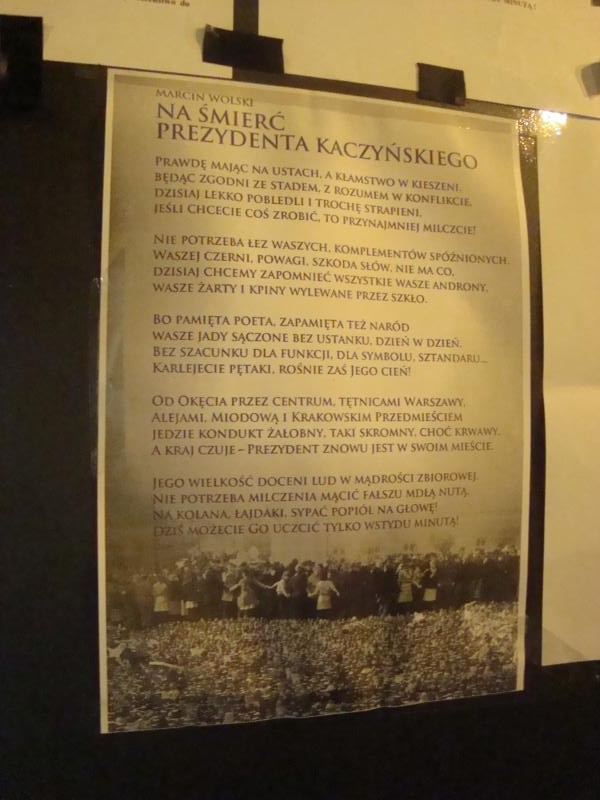 MINUTĄ!
MARCIN WOLSKI
NA ŚMIERĆ
PREZYDENTA KACZYŃSKIEGO
PRAWDĘ MAJĄC NA USTACH, A KŁAMSTWO W KIESZENI,
BĘDĄC ZGODNI ZE STADEM, Z ROZUMEM W KONFLIKCIE,
DZISIAJ LEKKO POBLEDLI I TROCHĘ STRAPIENI,
JEŚLI CHCECIE COŚ ZROBIĆ, TO PRZYNAJMNIEJ MILCZCIE!
NIE POTRZEBA ŁEZ WASZYCH, KOMPLEMENTÓW SPÓŹNIONYCH,
WASZEJ CZERNI, POWAGI, SZKODA SŁÓW, NIE MA CO,
DZISIAJ CHCEMY ZAPOMNIEĆ WSZYSTKIE WASZE ANDRONY,
WASZE ŻARTY I KPINY WYLEWANE PRZEZ SZKŁO.
BO PAMIĘTA POETA, ZAPAMIĘTA TEŻ NARÓD
WASZE JADY SĄCZONE BEZ USTANKU, DZIEŃ W DZIEŃ.
BEZ SZACUNKU DLA FUNKCJI, DLA SYMBOLU, SZTANDARU...
KARLEJECIE PĘTAKI, ROŚNIE ZAŚ JEGO CIEŃ!
OD OKĘCIA PRZEZ CENTRUM, TĘTNICAMI WARSZAWY,
ALEJAMI, MIODOWĄ I KRAKOWSKIM PRZEDMIEŚCIEM
JEDZIE KONDUKT ŻAŁOBNY, TAKI SKROMNY, CHOĆ KRWAWY.
A KRAJ CZUJE – PREZYDENT ZNOWU JEST W SWOIM MIEŚCIE.
JEGO WIELKOŚĆ DOCENI LUD W MĄDROŚCI ZBIOROWEJ.
NIE POTRZEBA MILCZENIA MĄCIĆ FAŁSZU MDŁĄ NUTĄ.
NA KOLANA, ŁAJDAKI, SYPAĆ POPIÓŁ NA GŁOWĘ!
DZIŚ MOŻECIE GO UCZCIĆ TYLKO WSTYDU MINUTĄ!